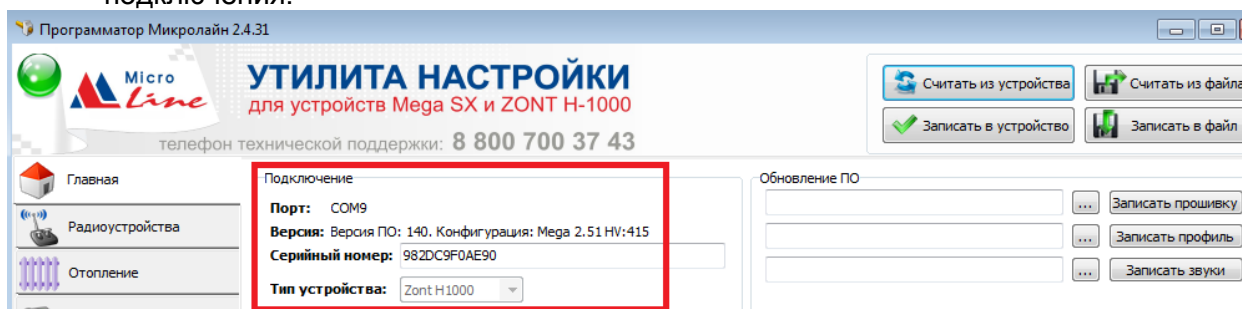 подключения.
Программатор Микролайн 2.4.31
Micro
Line
УТИЛИТА НАСТРОЙКИ
для устройств Mega SX и ZONT H-1000
телефон технической поддержки: 8 800 700 37 43
Считать из устройства
Считать из файла
Записать в устройство
Записать в файл
Главная
Радиоустройства
Отопление
Подключение
Порт: COM9
Версия: Версия ПО: 140. Конфигурация: Mega 2.51 HV:415
Серийный номер: 982DC9F0AE90
Тип устройства: Zont H1000
Обновление ПО
... Записать прошивку
... Записать профиль
... Записать звуки